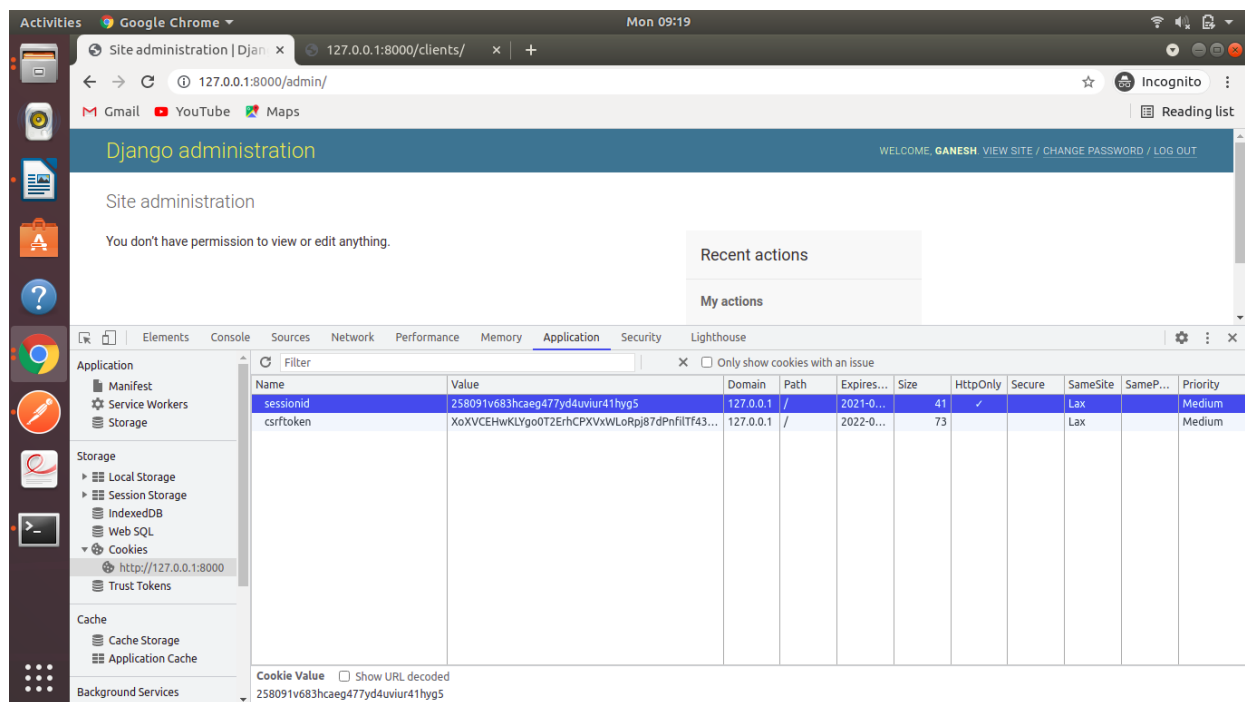 Activities Google Chrome Mon 09:19
Site administration | Djan × 127.0.0.1:8000/clients/ × +
127.0.0.1:8000/admin/ Incognito
Gmail YouTube Maps Reading list
Django administration WELCOME, GANESH. VIEW SITE / CHANGE PASSWORD / LOG OUT
Site administration
You don't have permission to view or edit anything.
Recent actions
My actions
Elements Console Sources Network Performance Memory Application Security Lighthouse
Application
Manifest
Service Workers
Storage
Storage
Local Storage
Session Storage
IndexedDB
Web SQL
Cookies
http://127.0.0.1:8000
Trust Tokens
Cache
Cache Storage
Application Cache
Background Services
Filter Only show cookies with an issue
Name Value Domain Path Expires... Size HttpOnly Secure SameSite SameP... Priority
sessionid 258091v683hcaeg477yd4uviur41hyg5 127.0.0.1 / 2021-0... 41 ✓ Lax Medium
csrftoken XoXVCEHwKLYgo0T2ErhCPXVxWLoRpj87dPnfilTf43... 127.0.0.1 / 2022-0... 73 Lax Medium
Cookie Value Show URL decoded
258091v683hcaeg477yd4uviur41hyg5